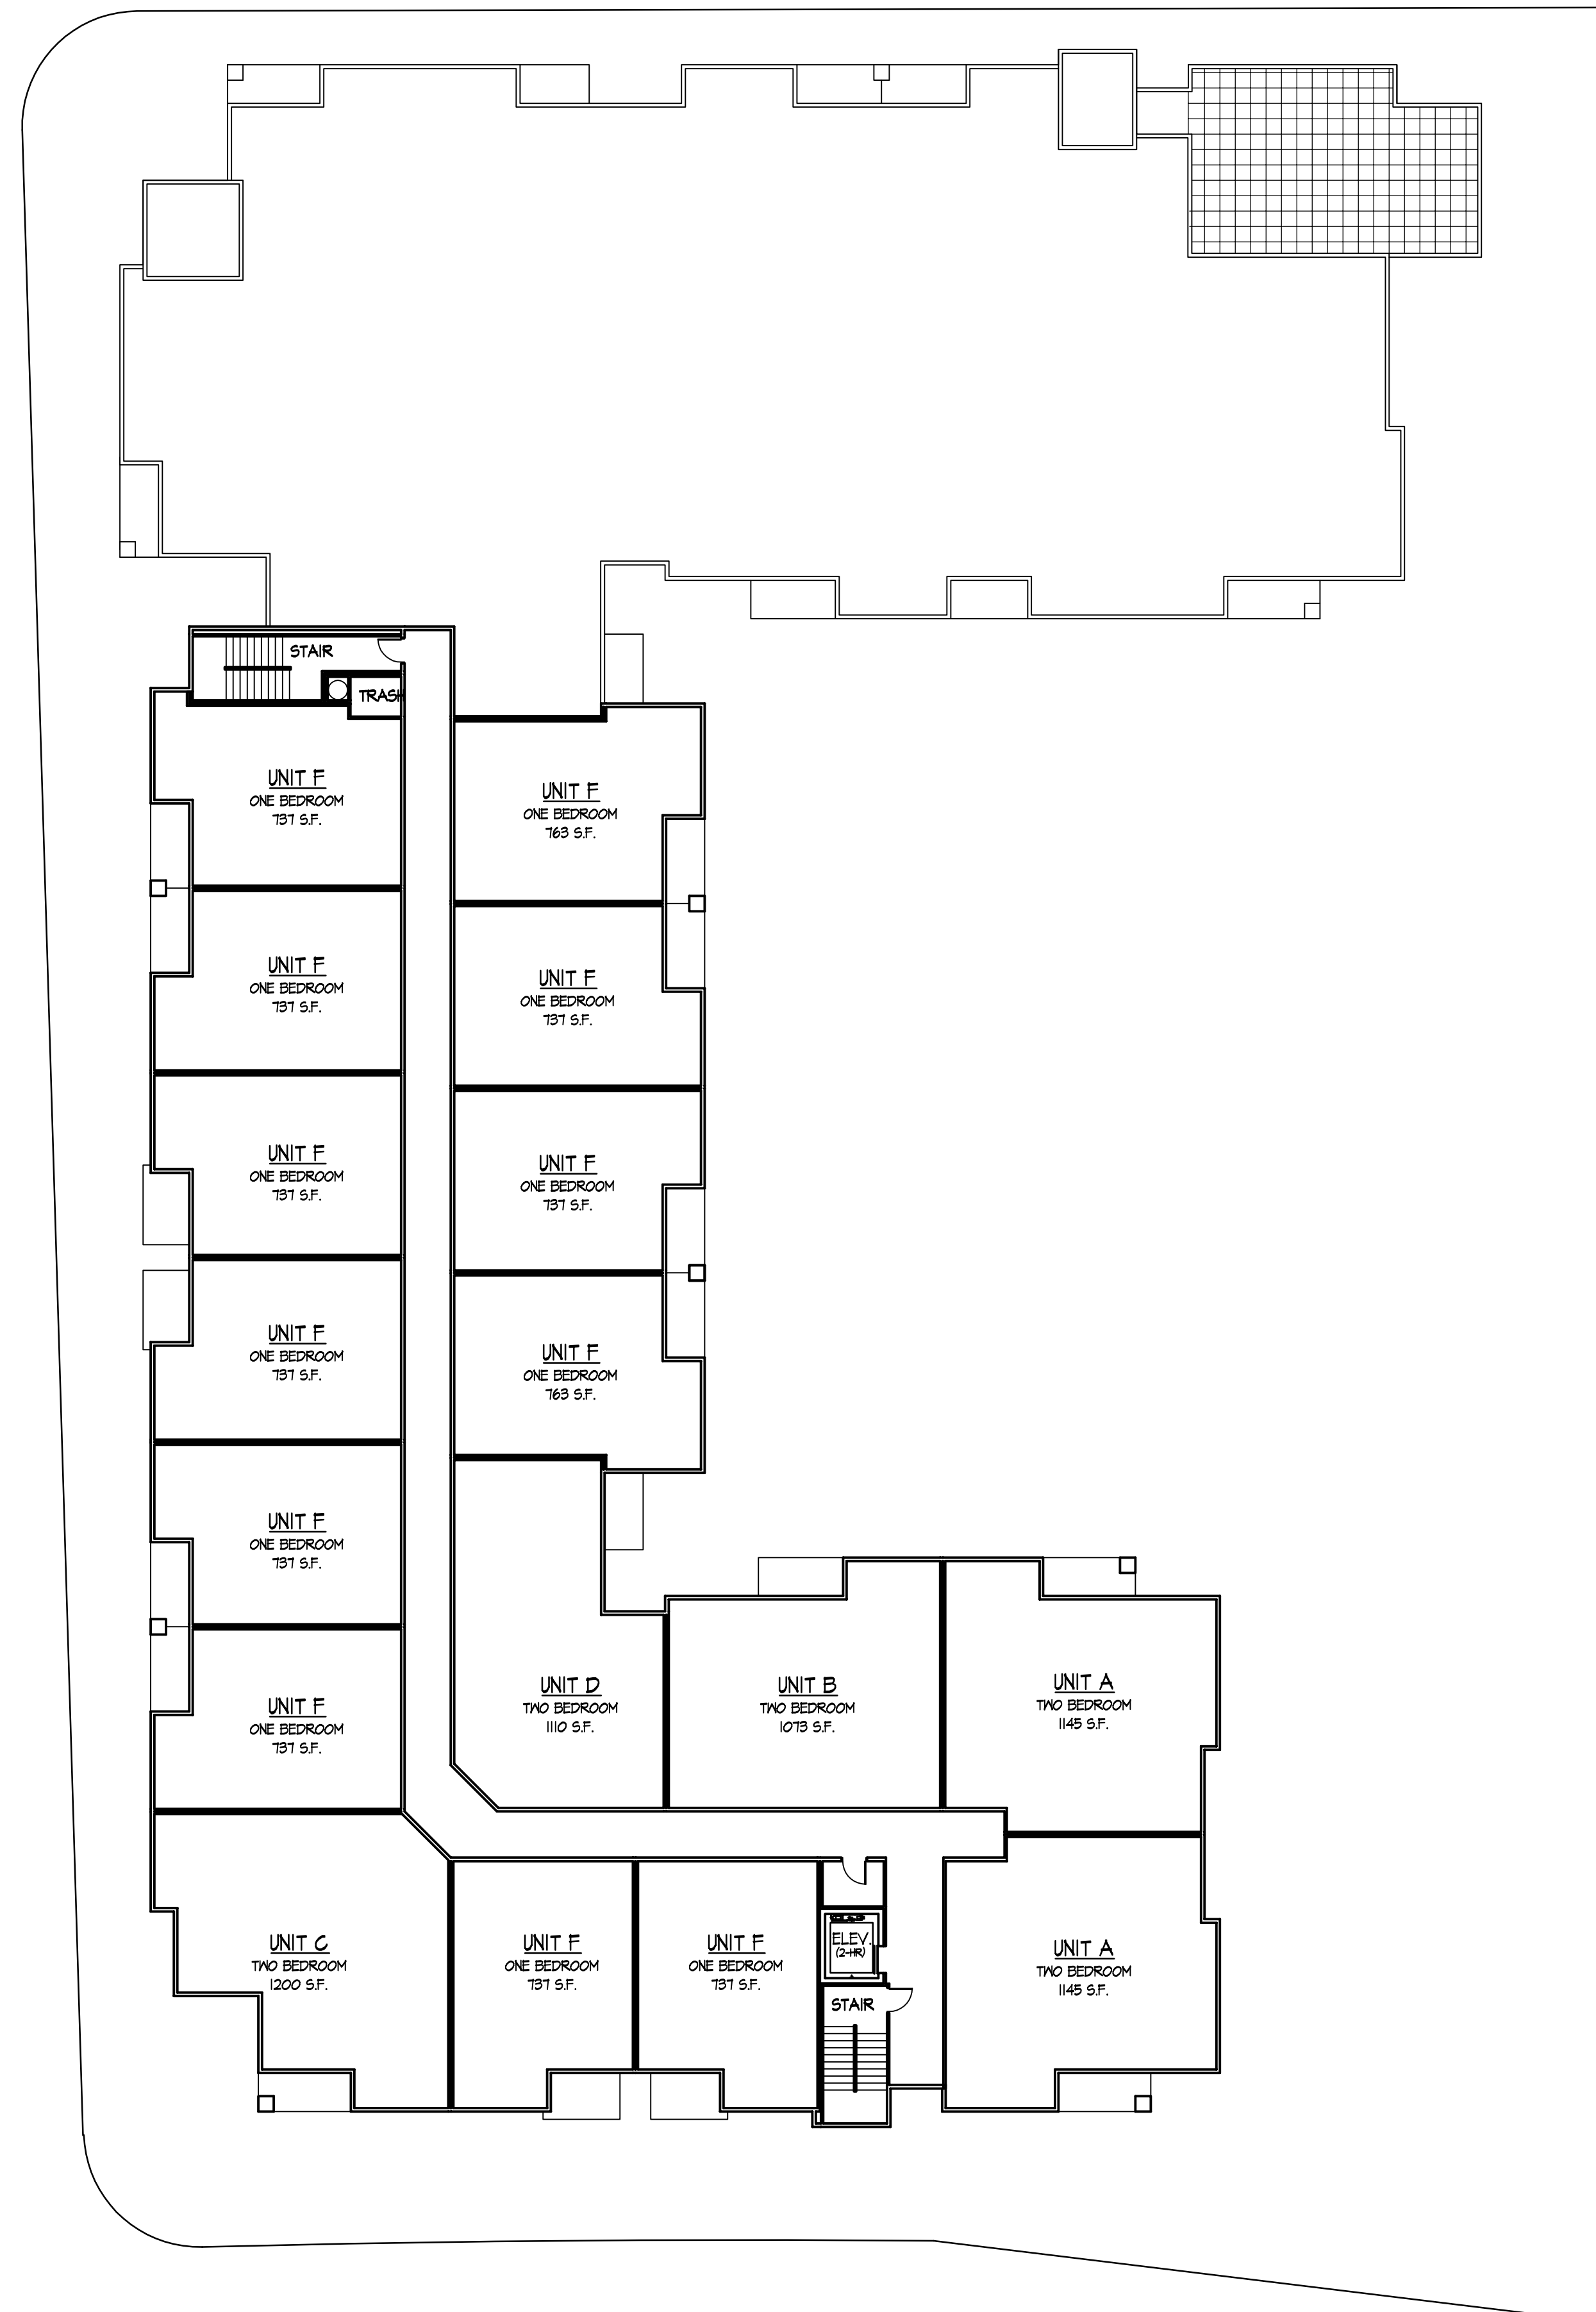 STAIR
TRASH
UNIT F
ONE BEDROOM
737 S.F.
UNIT F
ONE BEDROOM
763 S.F.
UNIT F
ONE BEDROOM
737 S.F.
UNIT F
ONE BEDROOM
737 S.F.
UNIT F
ONE BEDROOM
737 S.F.
UNIT F
ONE BEDROOM
737 S.F.
UNIT F
ONE BEDROOM
737 S.F.
UNIT F
ONE BEDROOM
763 S.F.
UNIT F
ONE BEDROOM
737 S.F.
UNIT F
ONE BEDROOM
737 S.F.
UNIT D
TWO BEDROOM
1110 S.F.
UNIT B
TWO BEDROOM
1073 S.F.
UNIT A
TWO BEDROOM
1145 S.F.
UNIT C
TWO BEDROOM
1200 S.F.
UNIT F
ONE BEDROOM
737 S.F.
UNIT F
ONE BEDROOM
737 S.F.
ELEV.
(2-HR)
STAIR
UNIT A
TWO BEDROOM
1145 S.F.